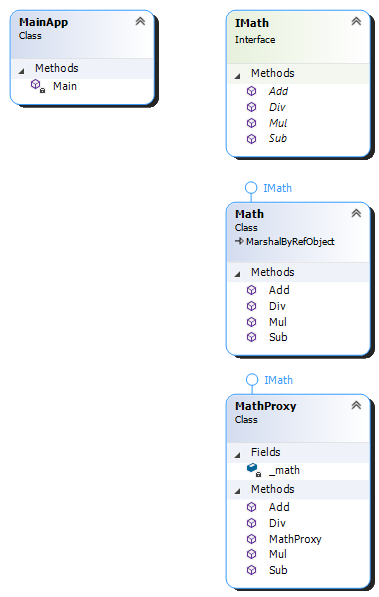 MainApp
Class
Methods
Main
IMath
Interface
Methods
Add
Div
Mul
Sub
IMath
Math
Class
MarshalByRefObject
Methods
Add
Div
Mul
Sub
IMath
MathProxy
Class
Fields
_math
Methods
Add
Div
MathProxy
Mul
Sub